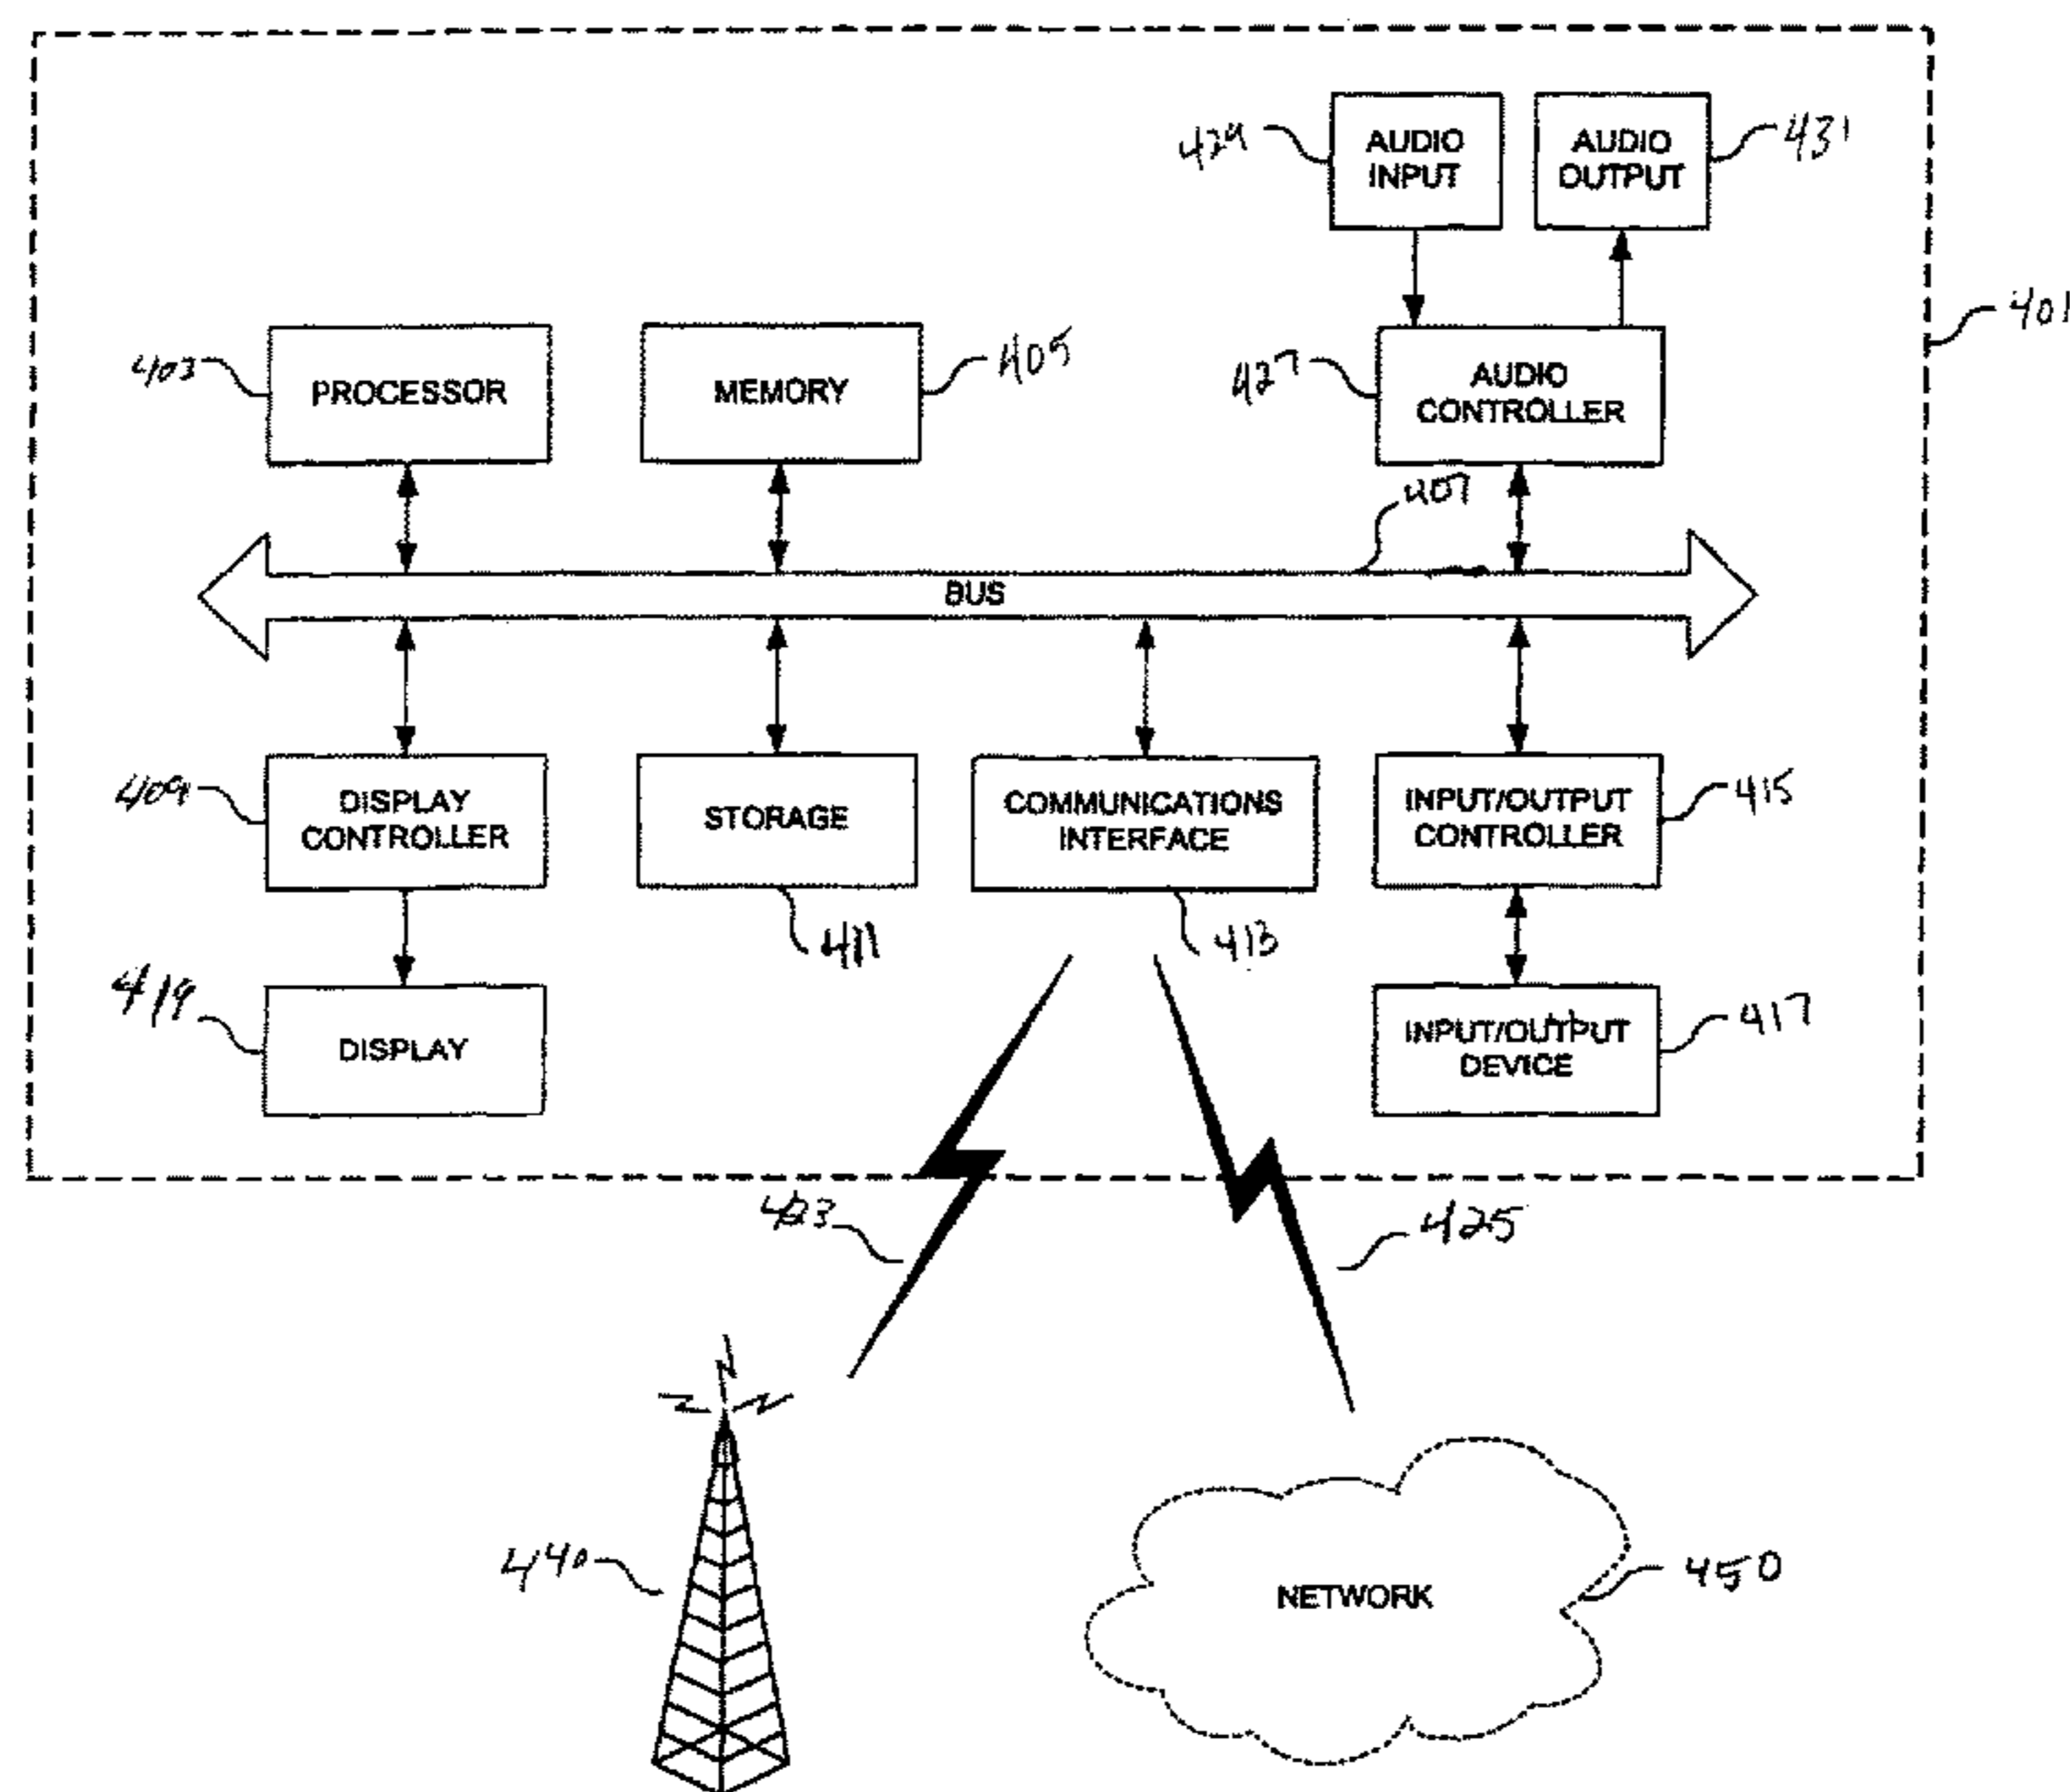 429
AUDIO
INPUT
AUDIO
OUTPUT
431
401
403
PROCESSOR
MEMORY
405
427
AUDIO
CONTROLLER
407
BUS
409
DISPLAY
CONTROLLER
STORAGE
COMMUNICATIONS
INTERFACE
INPUT/OUTPUT
CONTROLLER
415
411
413
419
DISPLAY
INPUT/OUTPUT
DEVICE
417
423
425
440
NETWORK
450